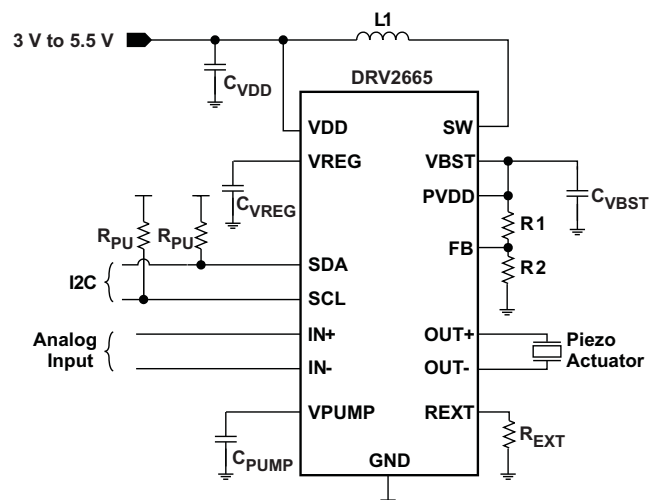 L1
3 V to 5.5 V
CVDD
DRV2665
VDD
SW
VREG
VBST
CVREG
PVDD
CVBST
RPU
RPU
R1
FB
R2
SDA
I2C
SCL
Analog
Input
IN+
IN-
OUT+
OUT-
Piezo
Actuator
VPUMP
REXT
CPUMP
REXT
GND